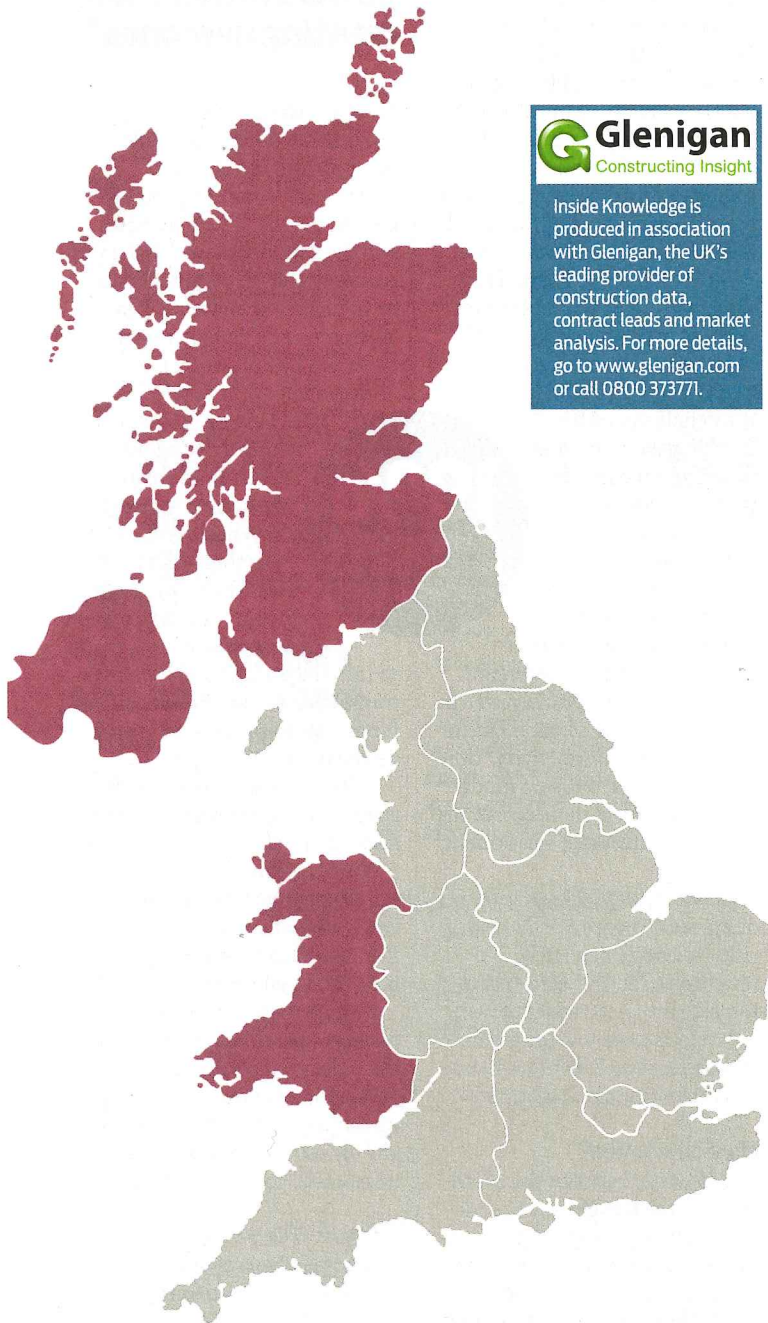 Glenigan
Constructing Insight
Inside Knowledge is
produced in association
with Glenigan, the UK's
leading provider of
construction data,
contract leads and market
analysis. For more details,
go to www.glenigan.com
or call 0800 373771.